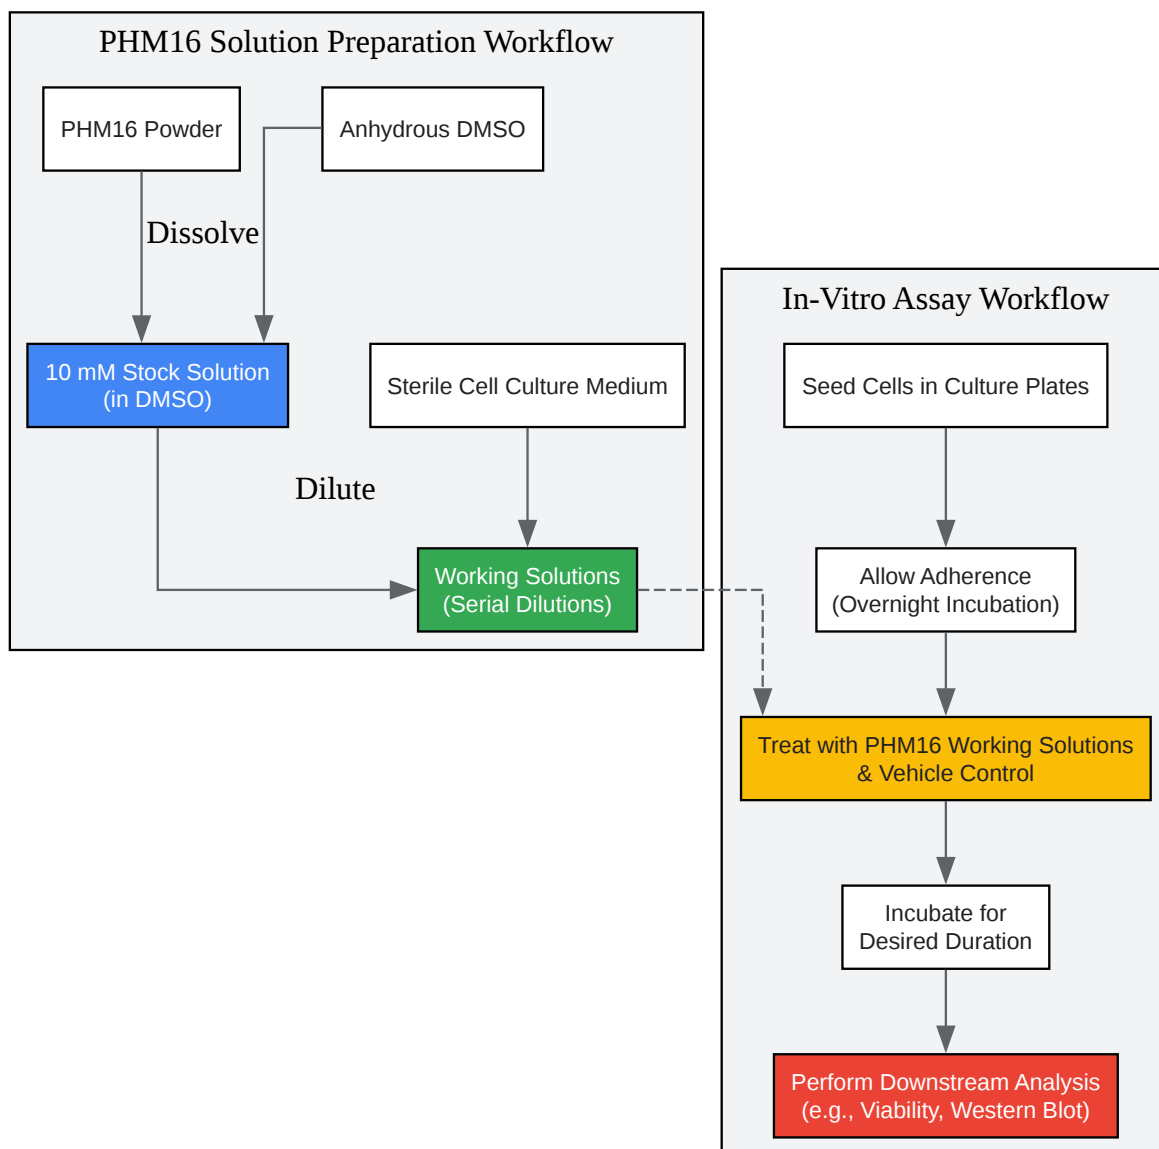 PHM16 Solution Preparation Workflow
PHM16 Powder
Anhydrous DMSO
Dissolve
10 mM Stock Solution
(in DMSO)
Sterile Cell Culture Medium
Dilute
Working Solutions
(Serial Dilutions)
In-Vitro Assay Workflow
Seed Cells in Culture Plates
Allow Adherence
(Overnight Incubation)
Treat with PHM16 Working Solutions
& Vehicle Control
Incubate for
Desired Duration
Perform Downstream Analysis
(e.g., Viability, Western Blot)